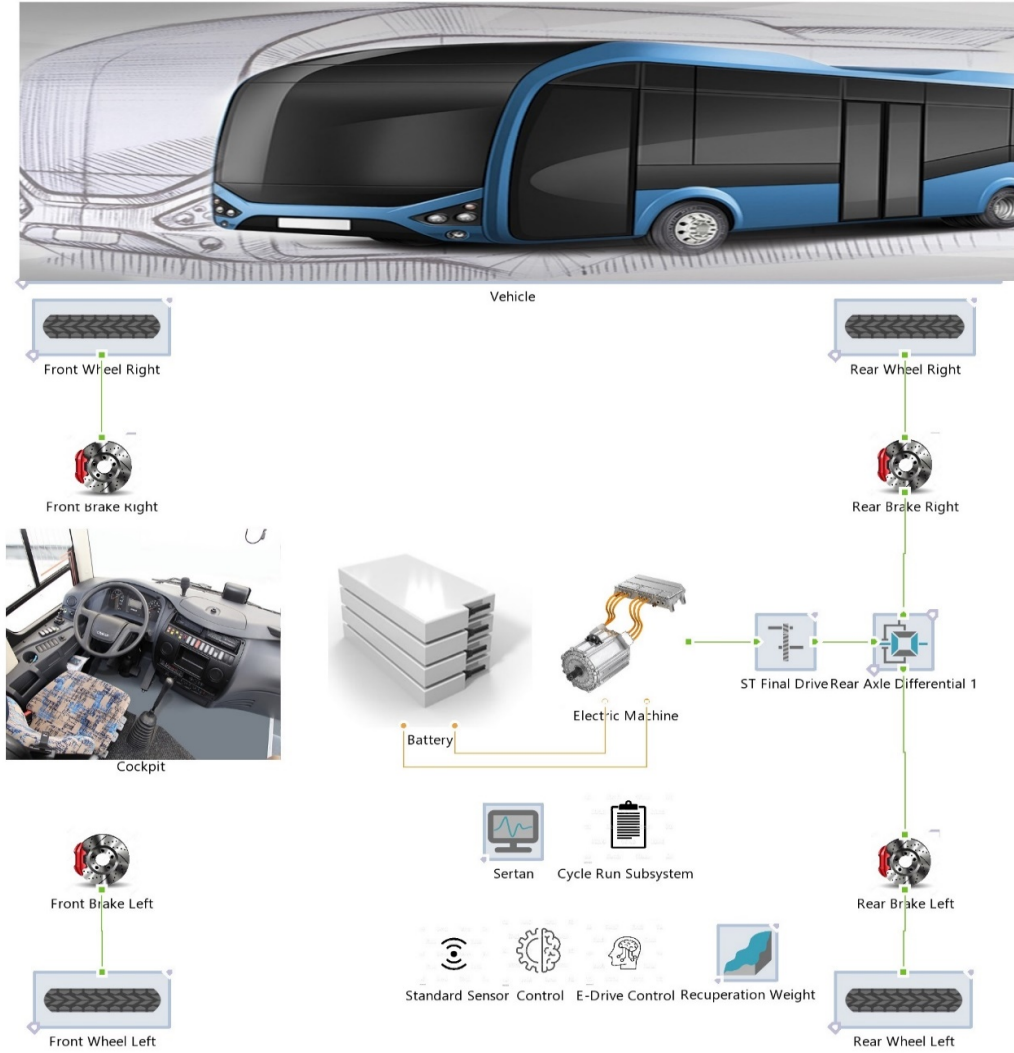 Vehicle
Front Wheel Right
Rear Wheel Right
Front Brake Right
Rear Brake Right
ST Final Drive
Rear Axle Differential 1
Electric Machine
Battery
Cockpit
Sertan
Cycle Run Subsystem
Front Brake Left
Rear Brake Left
Standard Sensor
Control
E-Drive Control
Recuperation Weight
Front Wheel Left
Rear Wheel Left